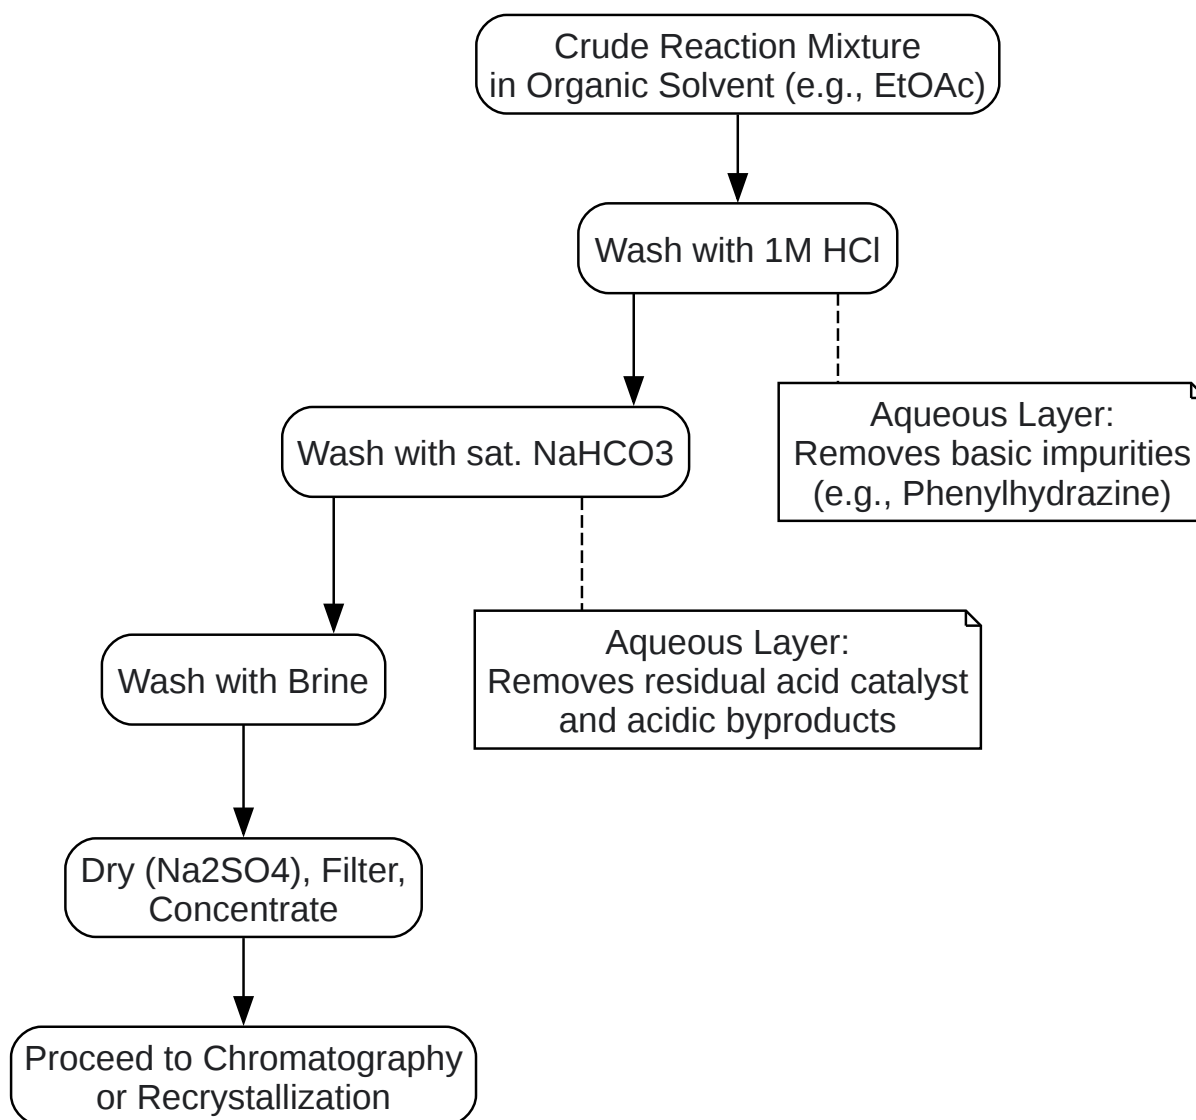 Crude Reaction Mixture
in Organic Solvent (e.g., EtOAc)
Wash with 1M HCl
Aqueous Layer:
Removes basic impurities
(e.g., Phenylhydrazine)
Wash with sat. NaHCO3
Aqueous Layer:
Removes residual acid catalyst
and acidic byproducts
Wash with Brine
Dry (Na2SO4), Filter,
Concentrate
Proceed to Chromatography
or Recrystallization